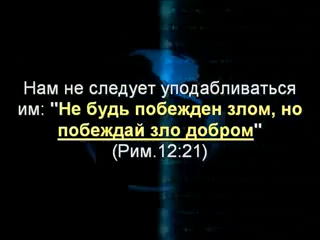 Нам не следует уподабливаться
им: "Не будь побежден злом, но
побеждай зло добром"
(Рим.12:21)